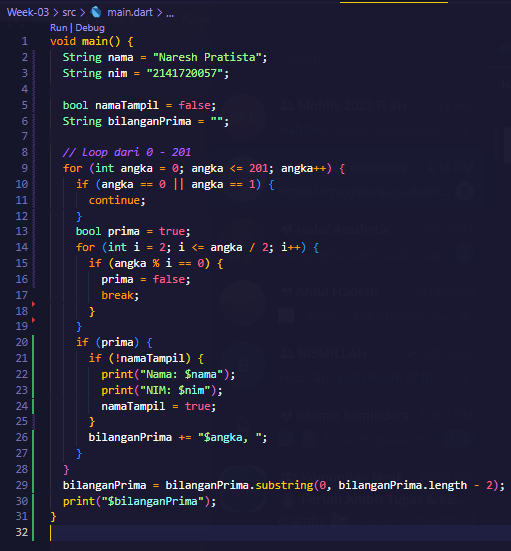 Week-03 > src > main.dart > ...
Run | Debug
1 void main() {
2   String nama = "Naresh Pratista";
3   String nim = "2141720057";
4
5   bool namaTampil = false;
6   String bilanganPrima = "";
7
8   // Loop dari 0 - 201
9   for (int angka = 0; angka <= 201; angka++) {
10     if (angka == 0 || angka == 1) {
11       continue;
12     }
13     bool prima = true;
14     for (int i = 2; i <= angka / 2; i++) {
15       if (angka % i == 0) {
16         prima = false;
17         break;
18       }
19     }
20     if (prima) {
21       if (!namaTampil) {
22         print("Nama: $nama");
23         print("NIM: $nim");
24         namaTampil = true;
25       }
26       bilanganPrima += "$angka, ";
27     }
28   }
29   bilanganPrima = bilanganPrima.substring(0, bilanganPrima.length - 2);
30   print("$bilanganPrima");
31 }
32